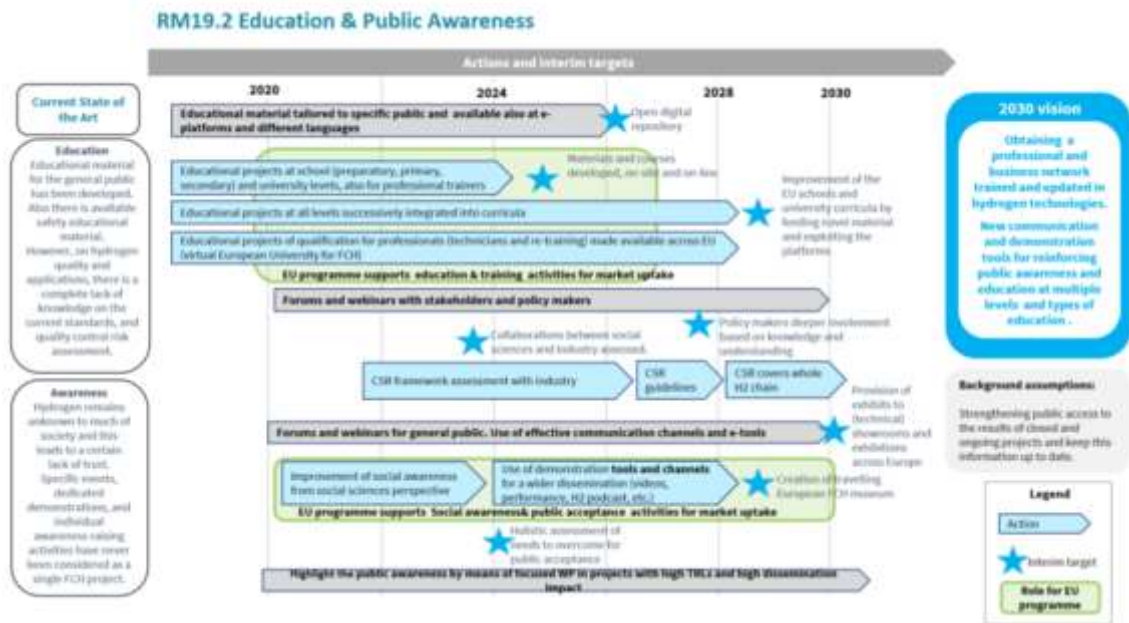 RM19.2 Education & Public Awareness
Actions and interim targets
2020
2024
2028
2030
Current State of
the Art
Education
Educational material
for the general public
has been developed.
Also there is available
safety educational
material.
However, on hydrogen
quality and
applications, there is a
complete lack of
knowledge on the
current standards, and
quality control risk
assessment.
Awareness
Hydrogen remains
unknown to much of
society and this
leads to a certain
lack of trust.
Specific events,
dedicated
demonstrations, and
individual
awareness raising
activities have never
been considered as a
single FCH project.
Educational material tailored to specific public and available also at e-
platforms and different languages
Open digital
repository
Educational projects at school (preparatory, primary,
secondary) and university levels, also for professional trainers
Materials and courses
developed, on-site and on-line
Educational projects at all levels successively integrated into curricula
Improvement of the
EU schools and
university curricula by
feeding novel material
and exploiting the
platforms
Educational projects of qualification for professionals (technicians and re-training) made available across EU
(virtual European University for FCH)
EU programme supports education & training activities for market uptake
Forums and webinars with stakeholders and policy makers
Collaborations between social
sciences and industry assessed.
Policy makers deeper involvement
based on knowledge and
understanding
CSR framework assessment with industry
CSR
guidelines
CSR covers whole
H2 chain
Provision of
exhibits to
(technical)
showrooms and
exhibitions
across Europe
Forums and webinars for general public. Use of effective communication channels and e-tools
Improvement of social awareness
from social sciences perspective
Use of demonstration tools and channels
for a wider dissemination (videos,
performance, H2 podcast, etc.)
Creation of travelling
European FCH museum
EU programme supports Social awareness& public acceptance activities for market uptake
Holistic assessment of
needs to overcome for
public acceptance
Highlight the public awareness by means of focused WP in projects with high TRLs and high dissemination
impact
2030 vision
Obtaining a
professional and
business network
trained and updated in
hydrogen technologies.
New communication
and demonstration
tools for reinforcing
public awareness and
education at multiple
levels and types of
education .
Background assumptions:
Strengthening public access to
the results of closed and
ongoing projects and keep this
information up to date.
Legend
Action
Interim target
Role for EU
programme